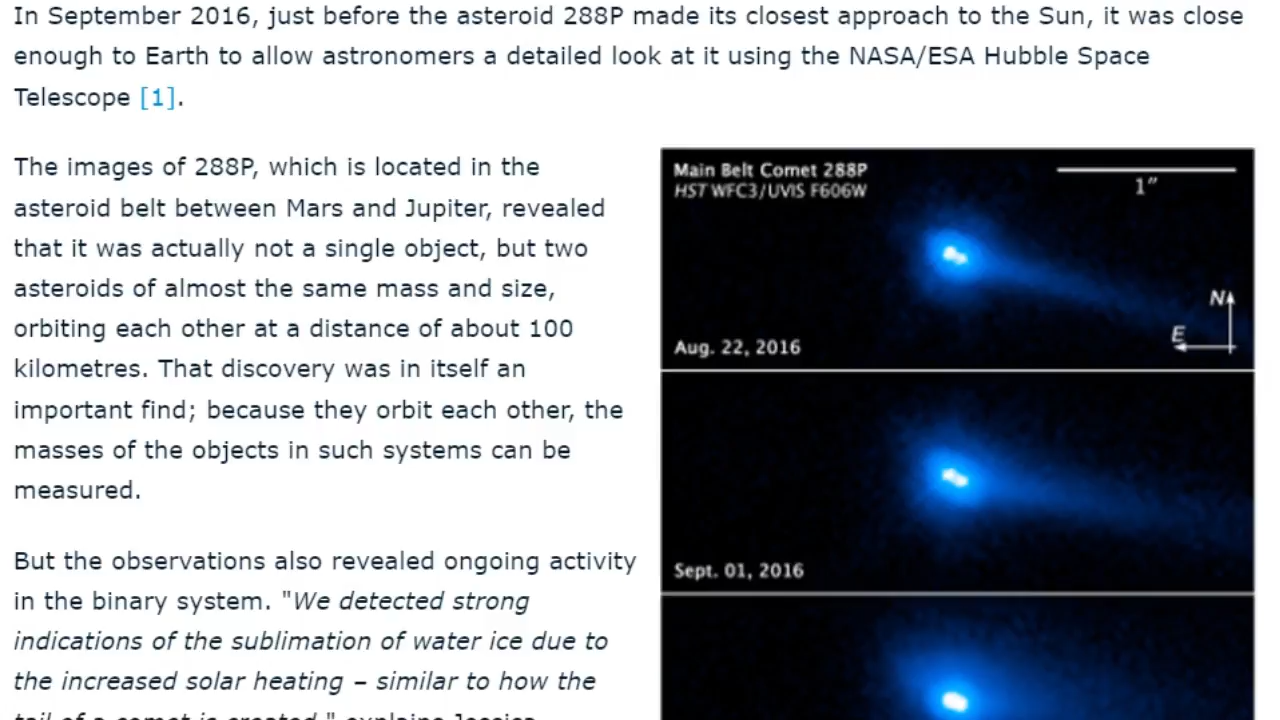 In September 2016, just before the asteroid 288P made its closest approach to the Sun, it was close
enough to Earth to allow astronomers a detailed look at it using the NASA/ESA Hubble Space
Telescope [1].
The images of 288P, which is located in the
asteroid belt between Mars and Jupiter, revealed
that it was actually not a single object, but two
asteroids of almost the same mass and size,
orbiting each other at a distance of about 100
kilometres. That discovery was in itself an
important find; because they orbit each other, the
masses of the objects in such systems can be
measured.
But the observations also revealed ongoing activity
in the binary system. "We detected strong
indications of the sublimation of water ice due to
the increased solar heating – similar to how the
tail of a comet is created," explains Jessica
Main Belt Comet 288P
HST WFC3/UVIS F606W
1"
N
E
Aug. 22, 2016
Sept. 01, 2016